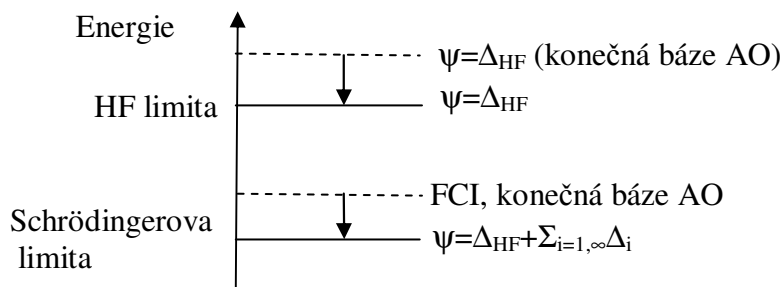 Energie
ψ=Δ_HF (konečná báze AO)
HF limita
ψ=Δ_HF
FCI, konečná báze AO
Schrödingerova
limita
ψ=Δ_HF+Σ_i=1,∞Δ_i